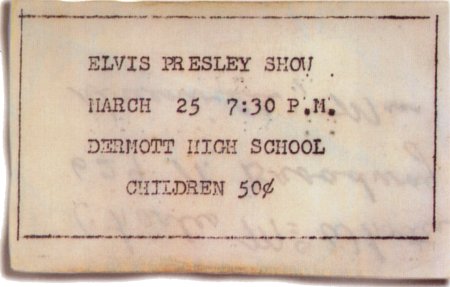 ELVIS PRESLEY SHOW
MARCH 25 7:30 P.M.
DERMOTT HIGH SCHOOL
CHILDREN 50¢